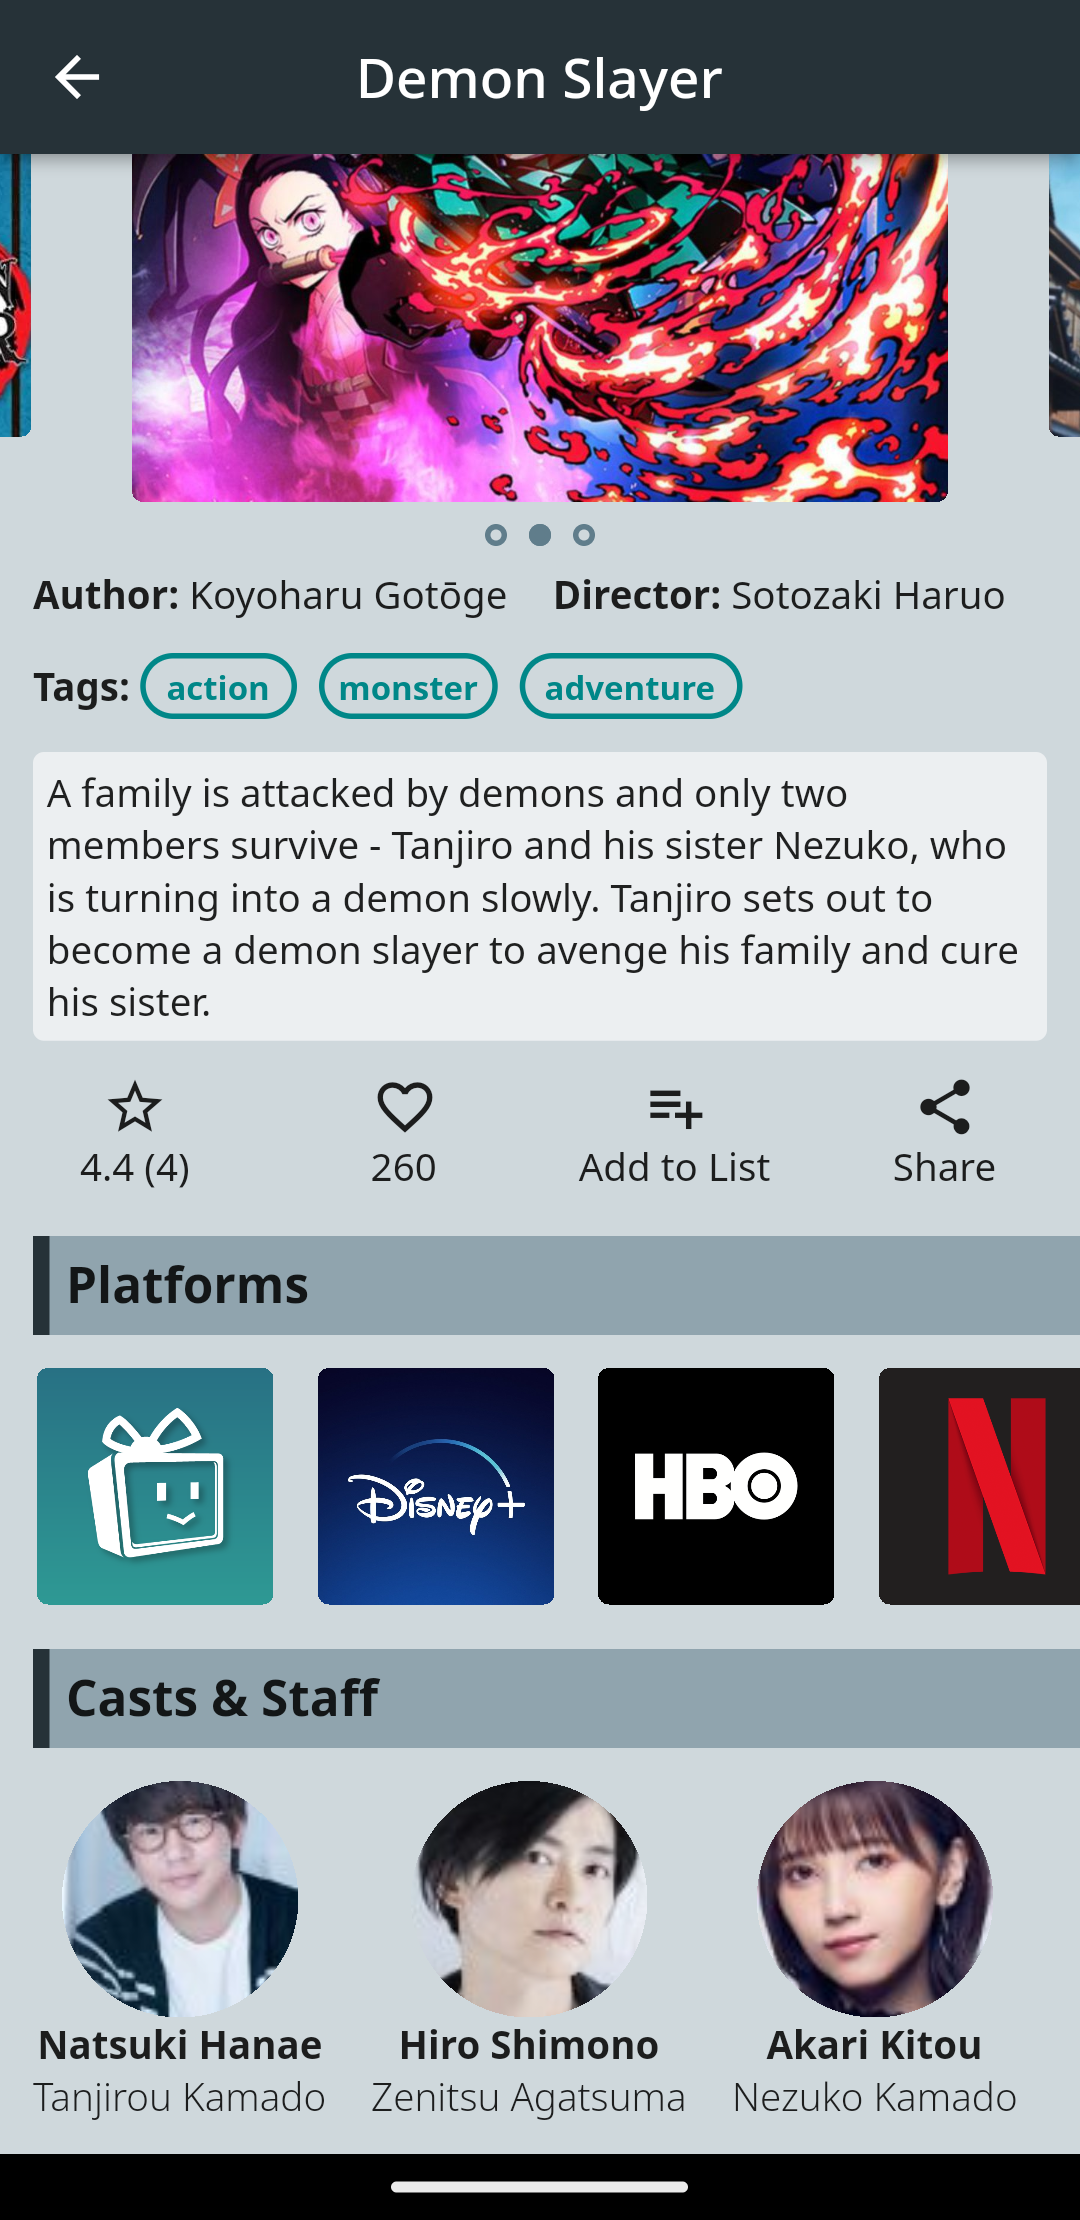 Demon Slayer
Author: Koyoharu Gotōge Director: Sotozaki Haruo
Tags: action monster adventure
A family is attacked by demons and only two
members survive - Tanjiro and his sister Nezuko, who
is turning into a demon slowly. Tanjiro sets out to
become a demon slayer to avenge his family and cure
his sister.
4.4 (4) 260 Add to List Share
Platforms
Disney+ HBO N
Casts & Staff
Natsuki Hanae Hiro Shimono Akari Kitou
Tanjirou Kamado Zenitsu Agatsuma Nezuko Kamado